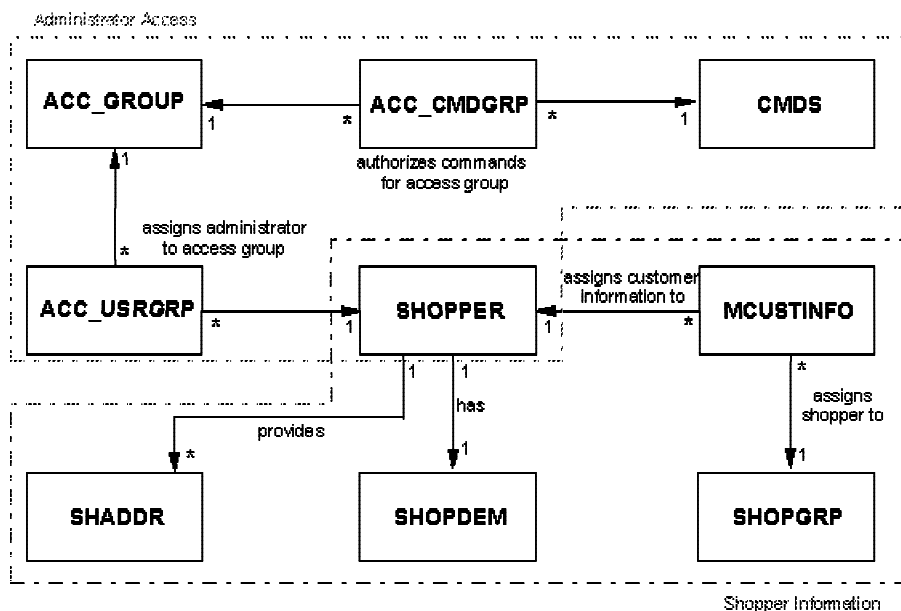 Administrator Access
ACC_GROUP
ACC_CMDGRP
CMDS
1
*
*
1
1
authorizes commands
for access group
assigns administrator
to access group
*
assigns customer
information to
ACC_USRGRP
SHOPPER
MCUSTINFO
*
1
1
*
1
1
*
has
provides
assigns
shopper to
*
1
1
SHADDR
SHOPDEM
SHOPGRP
Shopper Information